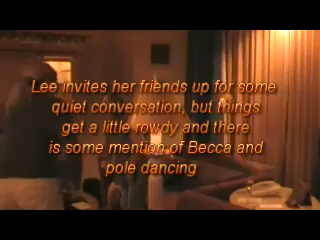 Lee invites her friends up for some
quiet conversation, but things
get a little rowdy and there
is some mention of Becca and
pole dancing